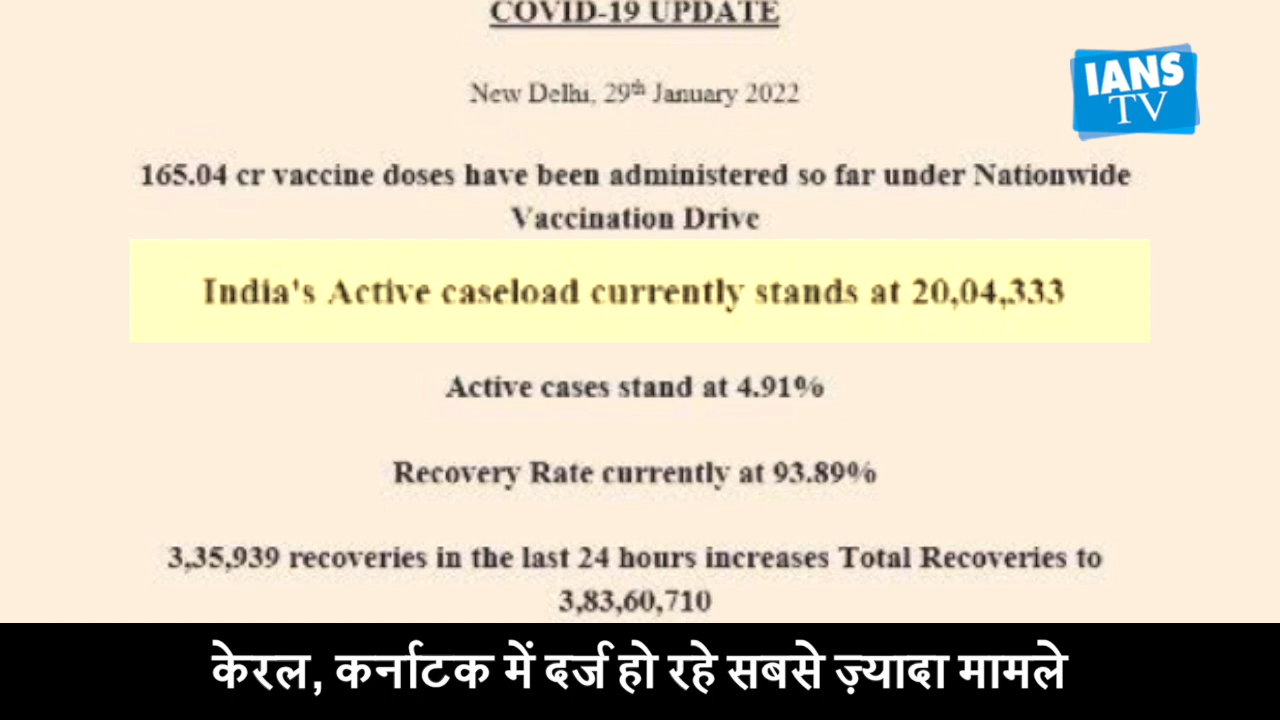 COVID-19 UPDATE
IANS
TV
New Delhi, 29th January 2022
165.04 cr vaccine doses have been administered so far under Nationwide
Vaccination Drive
India's Active caseload currently stands at 20,04,333
Active cases stand at 4.91%
Recovery Rate currently at 93.89%
3,35,939 recoveries in the last 24 hours increases Total Recoveries to
3,83,60,710
केरल, कर्नाटक में दर्ज हो रहे सबसे ज़्यादा मामले